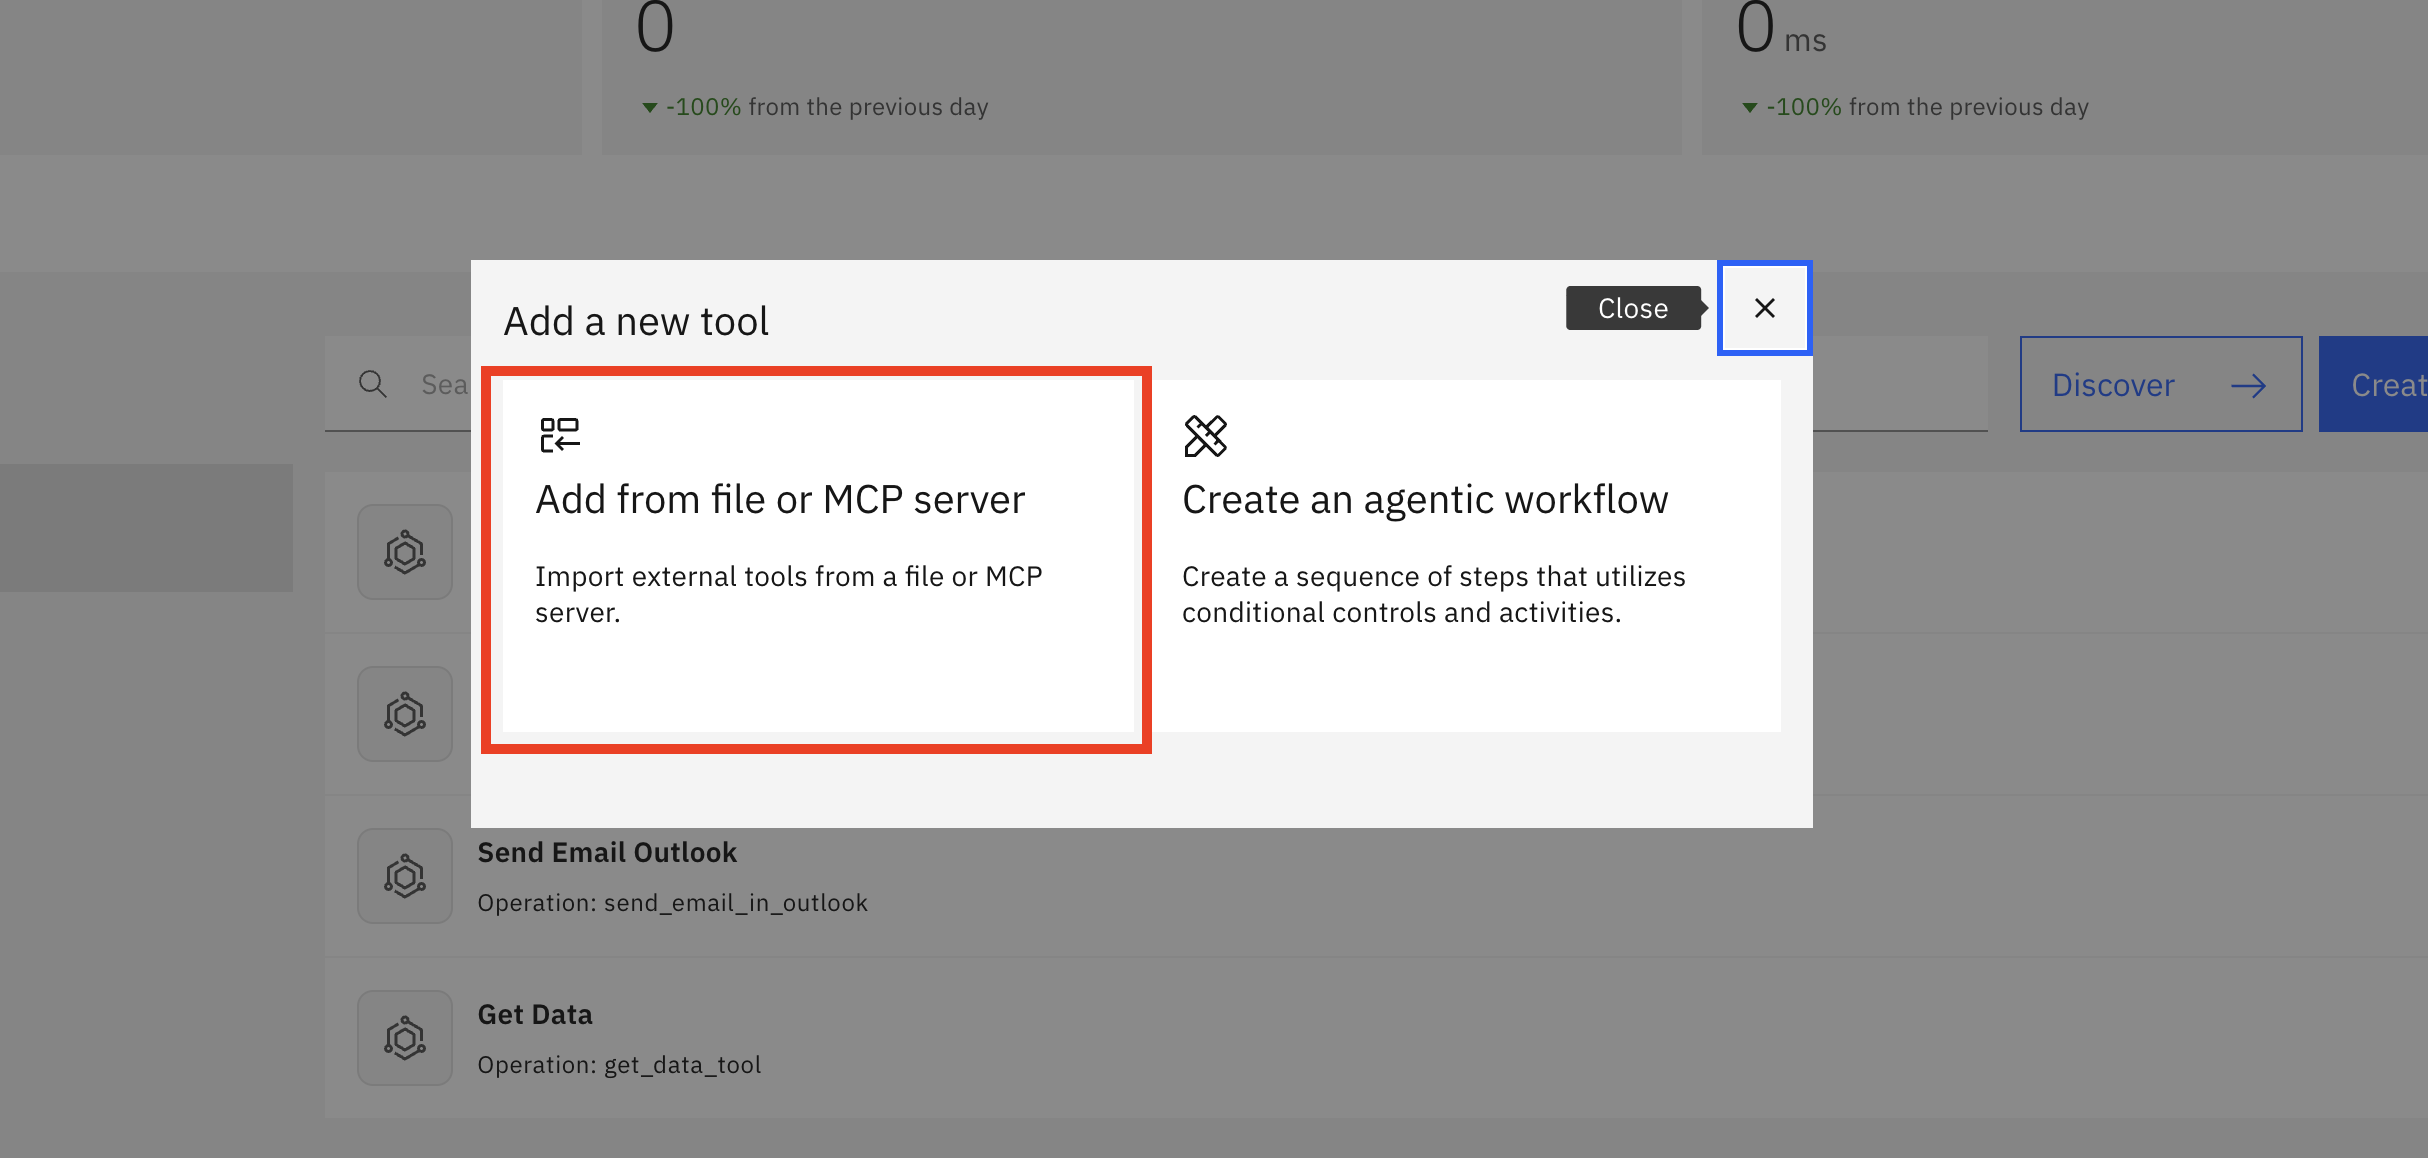 0
0 ms
-100% from the previous day
-100% from the previous day
Add a new tool
Close
Discover
Add from file or MCP server
Import external tools from a file or MCP
server.
Create an agentic workflow
Create a sequence of steps that utilizes
conditional controls and activities.
Send Email Outlook
Operation: send_email_in_outlook
Get Data
Operation: get_data_tool